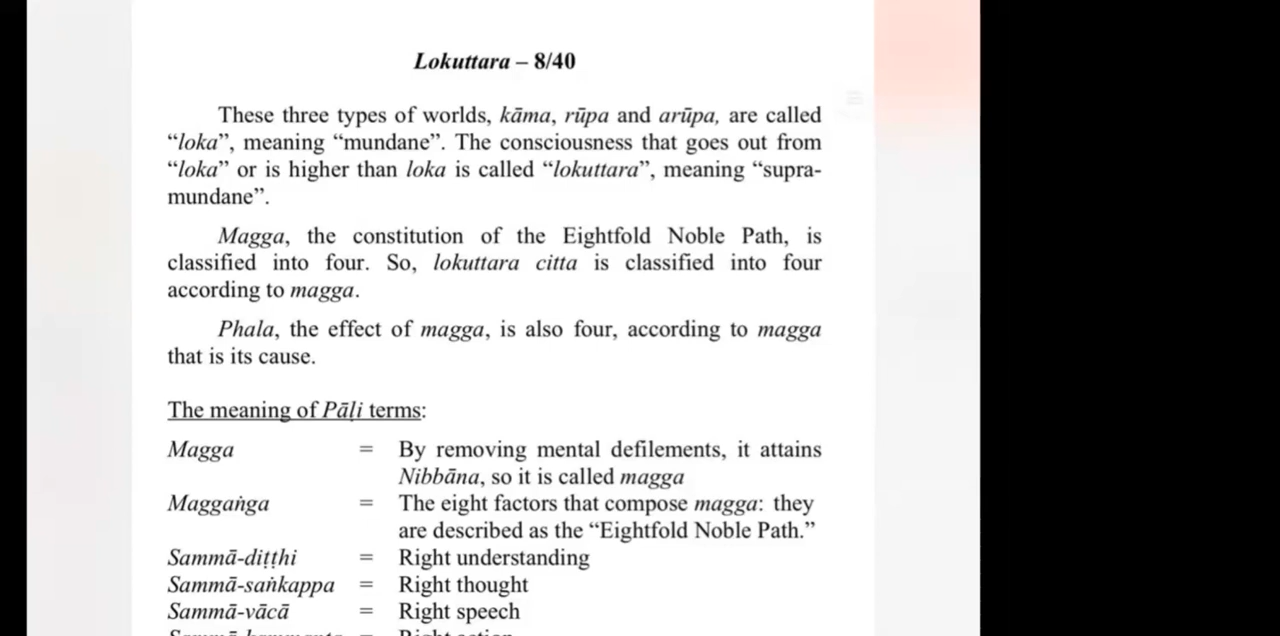 Lokuttara – 8/40
These three types of worlds, kāma, rūpa and arūpa, are called
“loka”, meaning “mundane”. The consciousness that goes out from
“loka” or is higher than loka is called “lokuttara”, meaning “supra-
mundane”.
Magga, the constitution of the Eightfold Noble Path, is
classified into four. So, lokuttara citta is classified into four
according to magga.
Phala, the effect of magga, is also four, according to magga
that is its cause.
The meaning of Pāḷi terms:
Magga = By removing mental defilements, it attains
Nibbāna, so it is called magga
Maggaṅga = The eight factors that compose magga: they
are described as the “Eightfold Noble Path.”
Sammā-diṭṭhi = Right understanding
Sammā-saṅkappa = Right thought
Sammā-vācā = Right speech